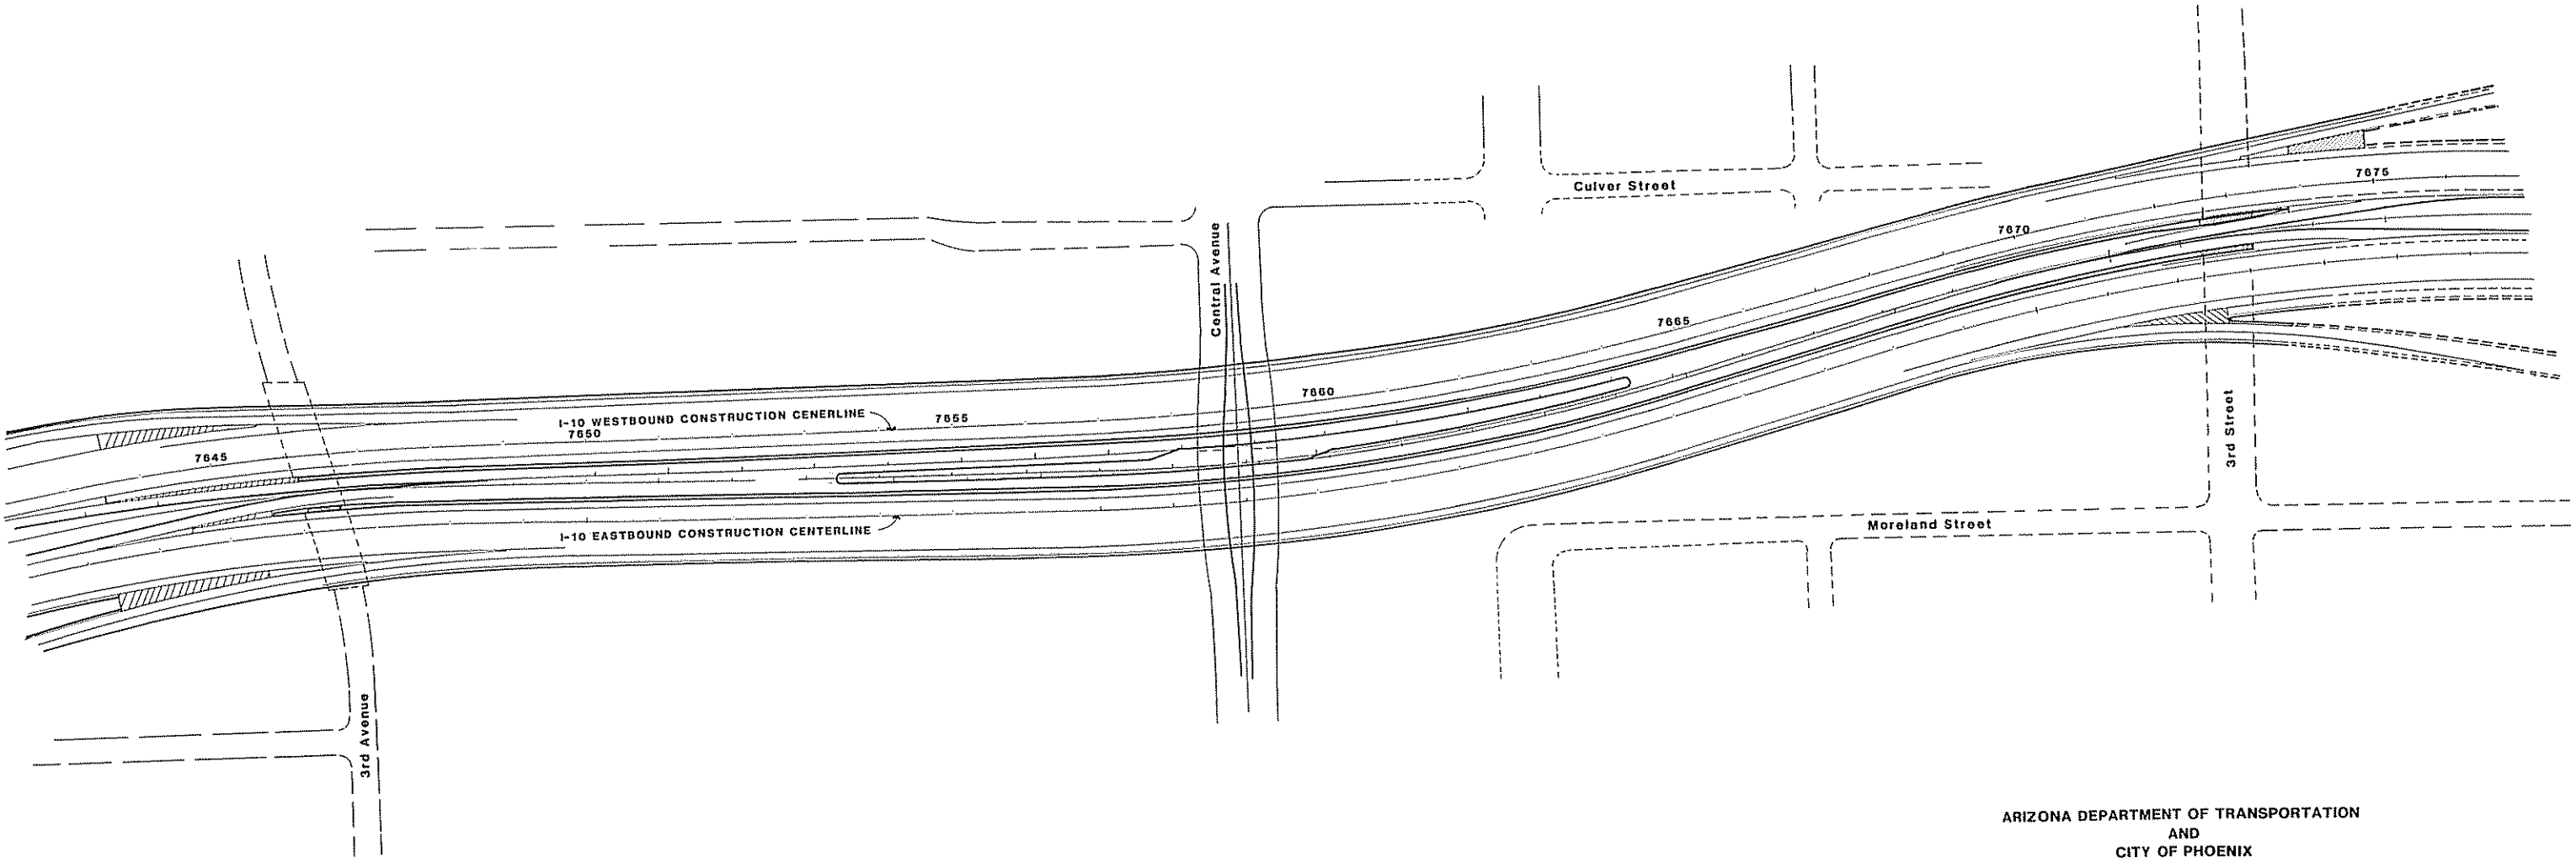 7675
Culver Street
7670
Central Avenue
7665
7660
I-10 WESTBOUND CONSTRUCTION CENERLINE
7655
7650
7645
3rd Street
Moreland Street
I-10 EASTBOUND CONSTRUCTION CENTERLINE
3rd Avenue
ARIZONA DEPARTMENT OF TRANSPORTATION
AND
CITY OF PHOENIX